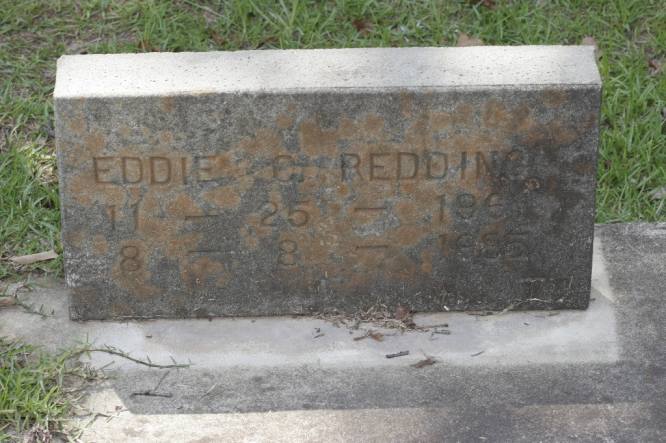 EDDIE C. REDDING
11 — 25 —
8 — 8 —